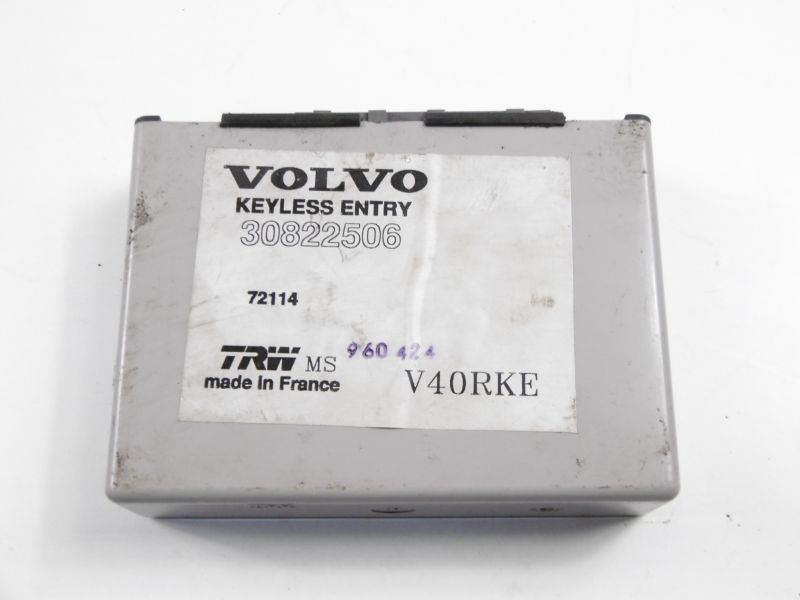 VOLVO
KEYLESS ENTRY
30822506
72114
TRW MS 960 424
made in France V40RKE